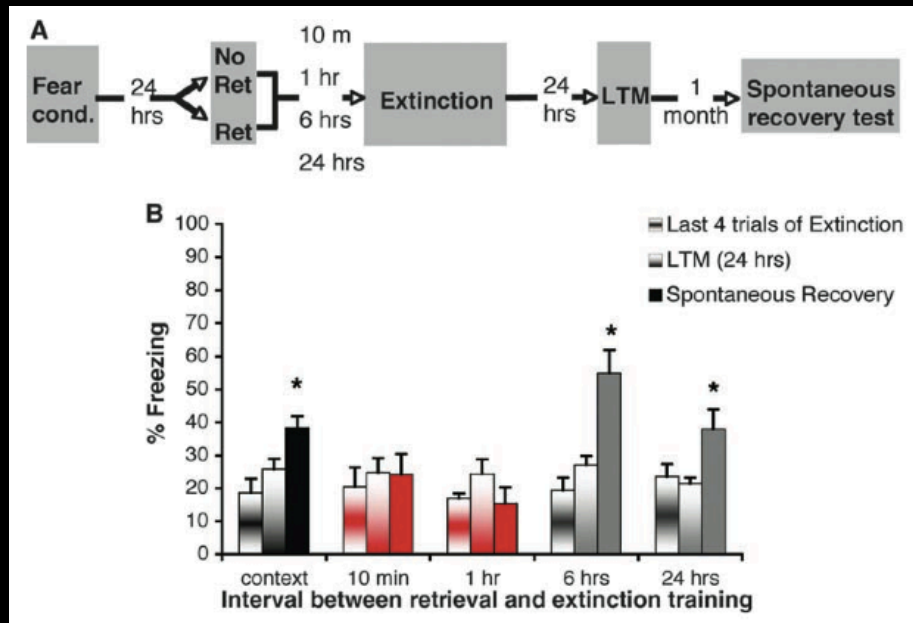 A
Fear
cond.
24
hrs
No
Ret
Ret
10 m
1 hr
6 hrs
24 hrs
Extinction
24
hrs
LTM
1
month
Spontaneous
recovery test
B
100
90
80
70
60
50
40
30
20
10
0
% Freezing
Last 4 trials of Extinction
LTM (24 hrs)
Spontaneous Recovery
*
*
*
context 10 min 1 hr 6 hrs 24 hrs
Interval between retrieval and extinction training